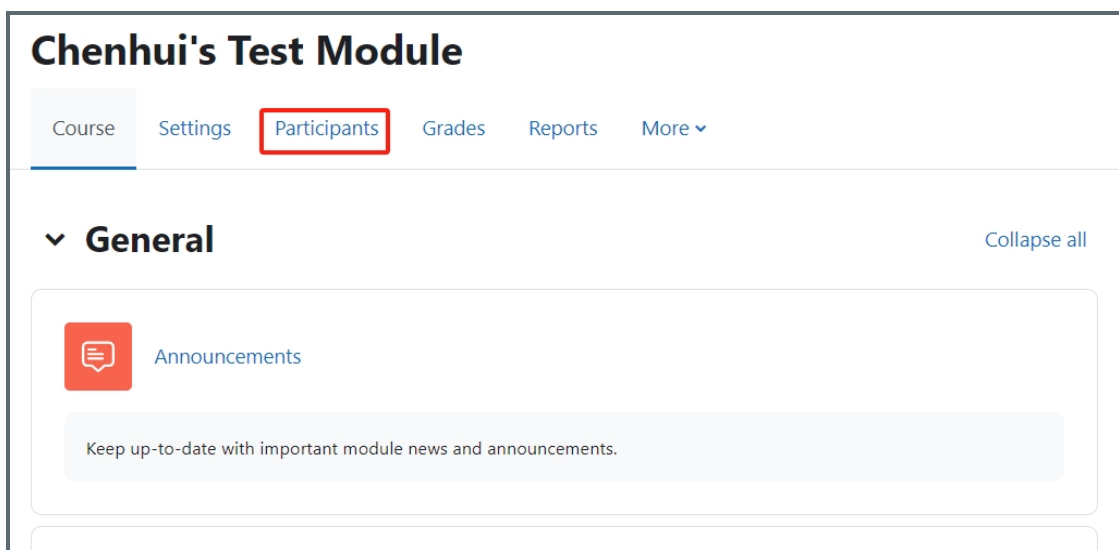 Chenhui's Test Module
Course Settings Participants Grades Reports More
General
Collapse all
Announcements
Keep up-to-date with important module news and announcements.